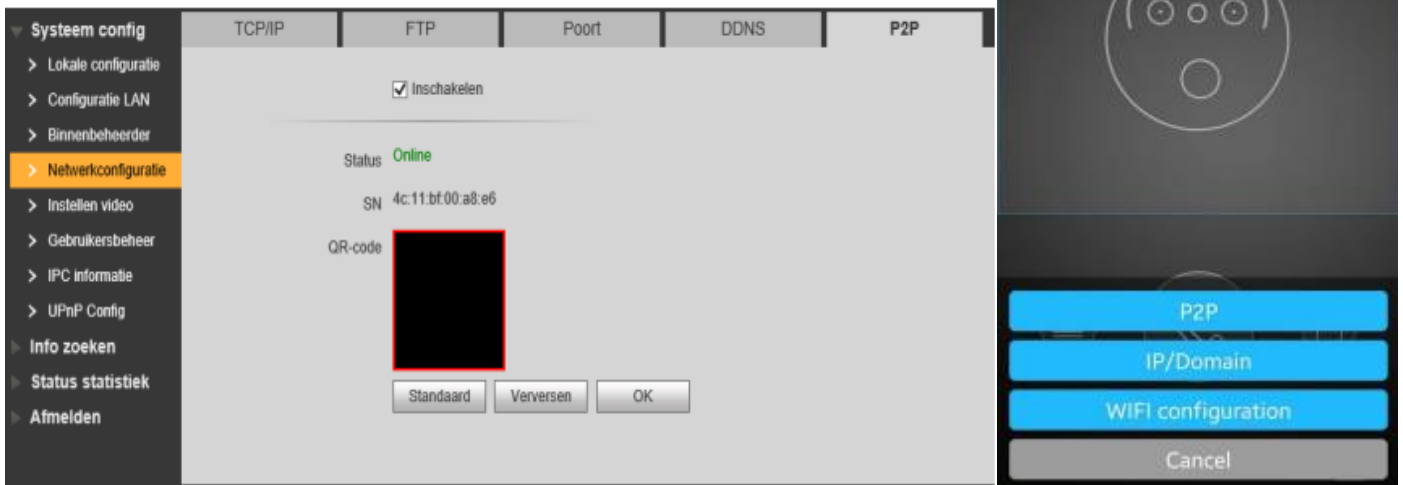 Systeem config
Lokale configuratie
Configuratie LAN
Binnenbeheerder
Netwerkconfiguratie
Instellen video
Gebruikersbeheer
IPC informatie
UPnP Config
Info zoeken
Status statistiek
Afmelden
TCP/IP FTP Poort DDNS P2P
Inschakelen
Status Online
SN 4c:11:bf:00:a8:e6
QR-code
Standaard Verversen OK
P2P
IP/Domain
WIFI configuration
Cancel